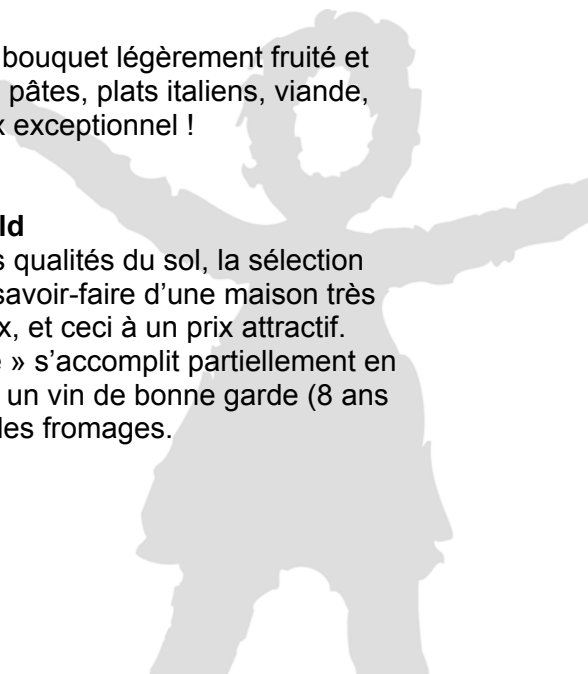 bouquet légèrement fruité et
pâtes, plats italiens, viande,
x exceptionnel !
ld
s qualités du sol, la sélection
savoir-faire d’une maison très
x, et ceci à un prix attractif.
e » s’accomplit partiellement en
un vin de bonne garde (8 ans
les fromages.